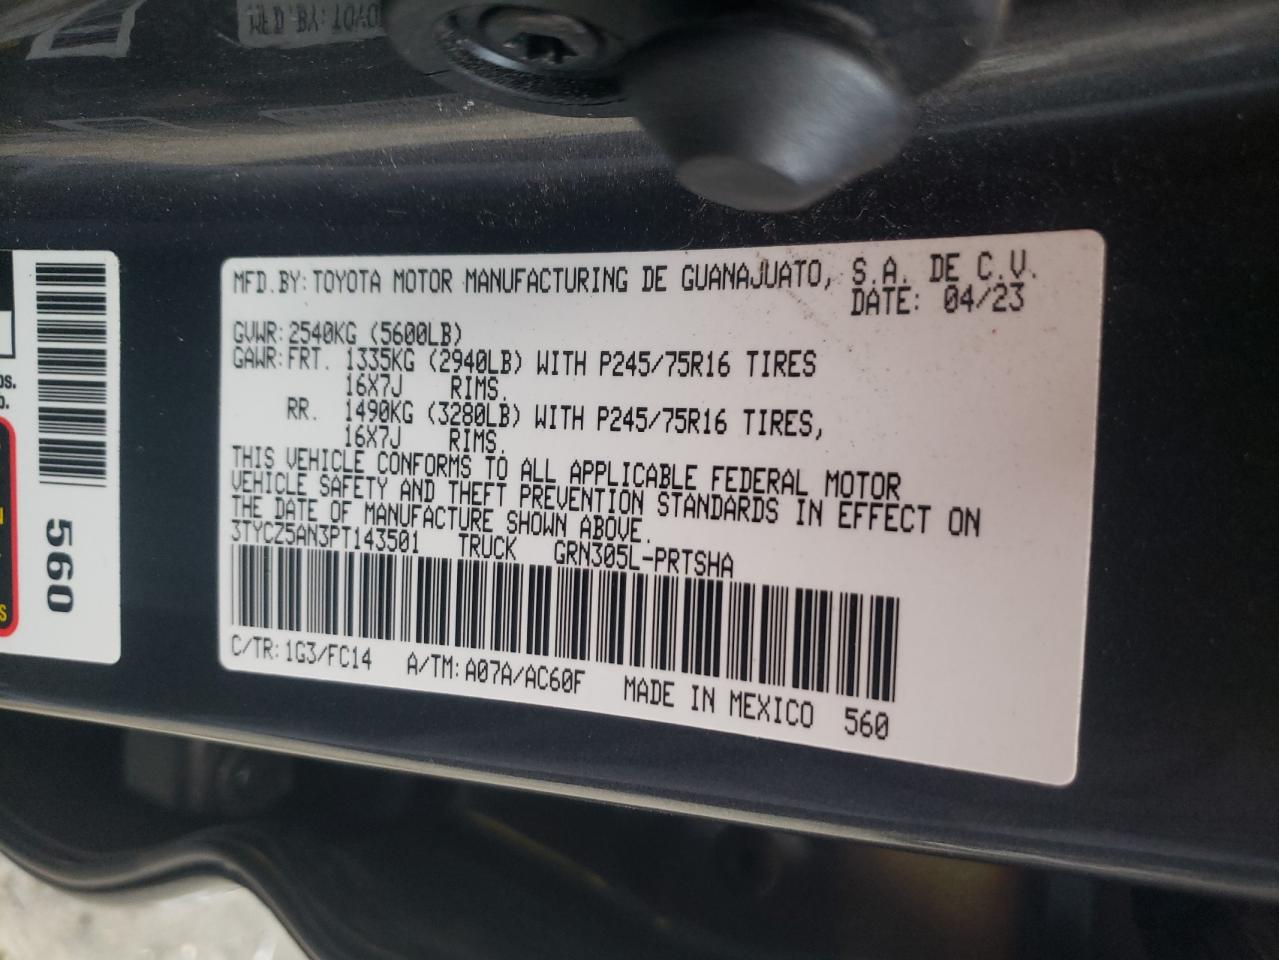 MFD.BY: TOYO
MFD.BY:TOYOTA MOTOR MANUFACTURING DE GUANAJUATO, S.A. DE C.V.
DATE: 04/23
GVWR:2540KG (5600LB)
GAWR:FRT. 1335KG (2940LB) WITH P245/75R16 TIRES
16X7J RIMS.
RR. 1490KG (3280LB) WITH P245/75R16 TIRES,
16X7J RIMS.
THIS VEHICLE CONFORMS TO ALL APPLICABLE FEDERAL MOTOR
VEHICLE SAFETY AND THEFT PREVENTION STANDARDS IN EFFECT ON
THE DATE OF MANUFACTURE SHOWN ABOVE.
3TYCZ5AN3PT143501 TRUCK GRN305L-PRTSHA
C/TR:1G3/FC14 A/TM:A07A/AC60F MADE IN MEXICO 560
560